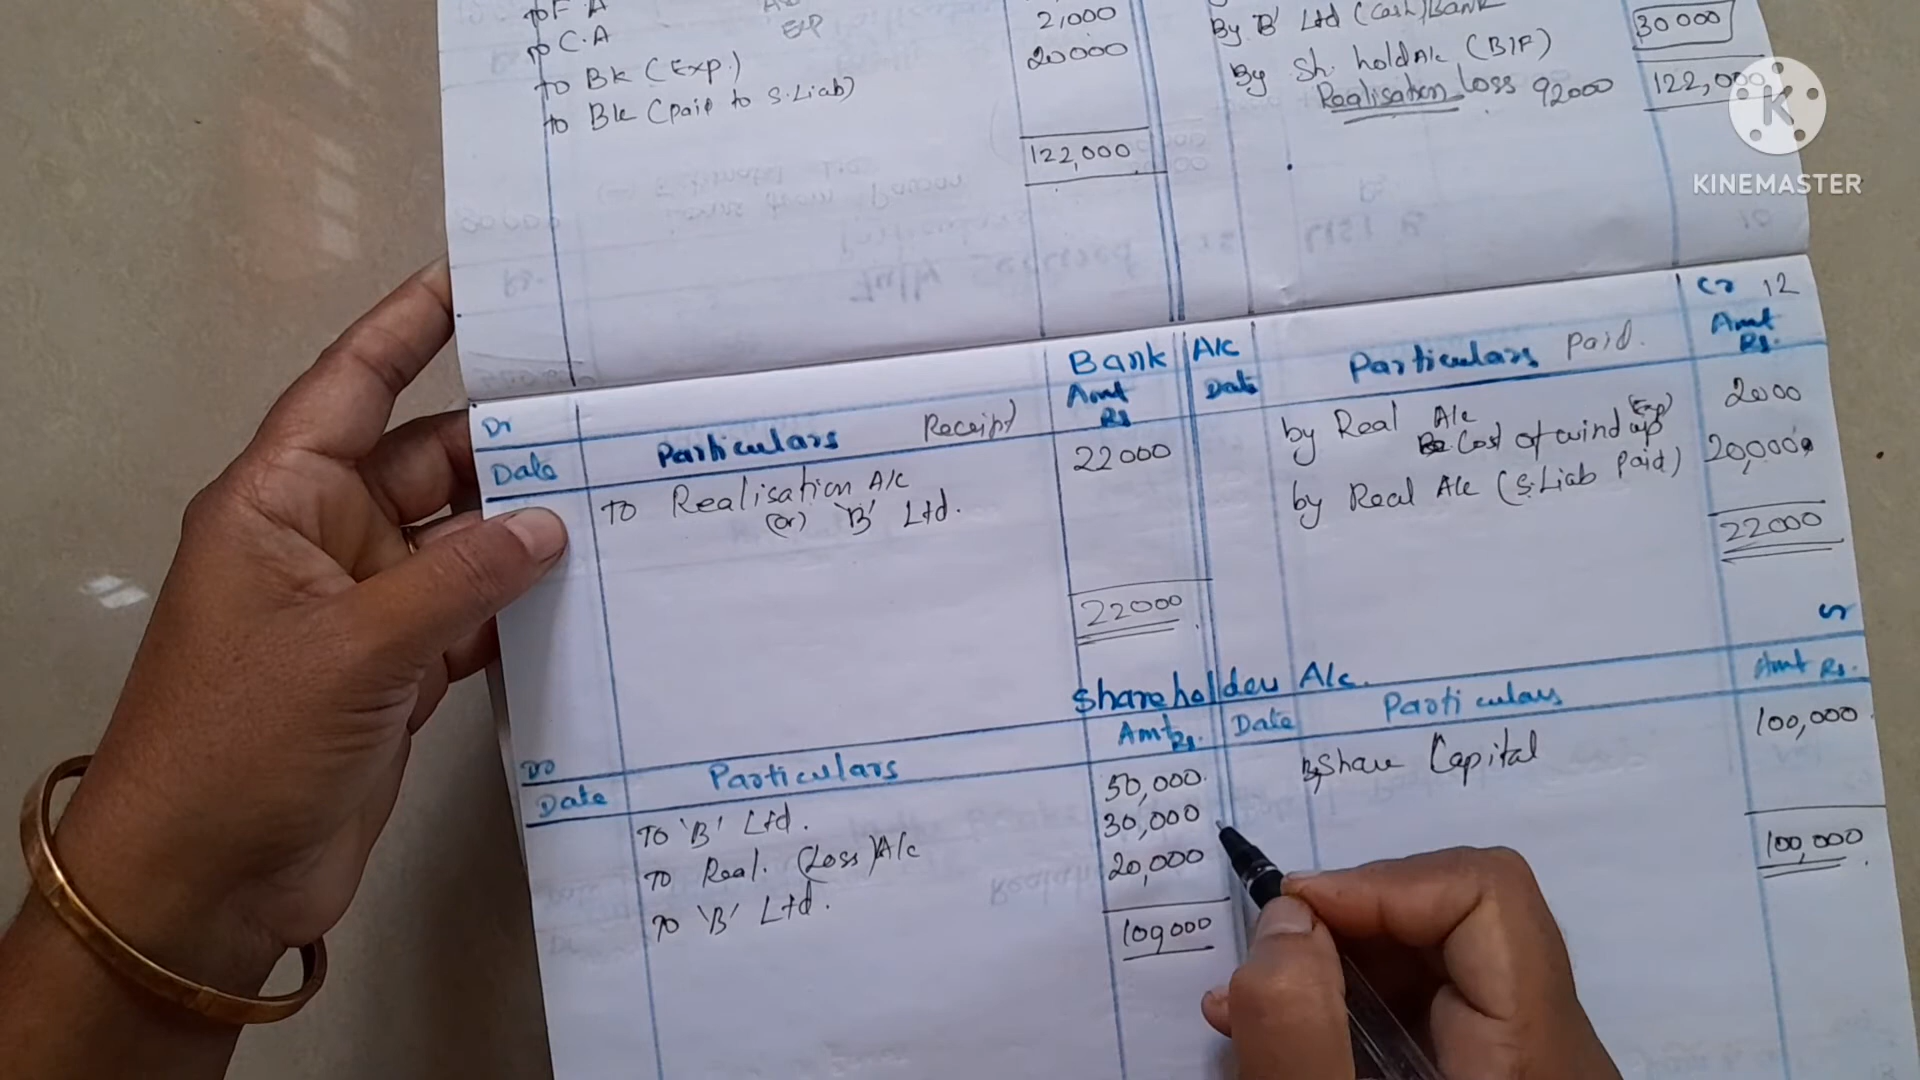 to F.A
to C.A
Exp
2,000
to Bk (Exp.)
20000
to Bk (paid to S.Liab)
122,000
By 'B' Ltd (Cash)Bank
30000
By Sh. hold A/c (B/F)
Realisation Loss 92000
122,000
KINEMASTER
Cr 12
Dr
Bank A/c
Date
Particulars Receipt
Amt
Rs
Date
Particulars Paid.
Amt
Rs.
To Realisation A/c
(or) 'B' Ltd.
22000
by Real A/c
Cost of wind up (Exp)
2000
by Real A/c (S.Liab Paid)
20,000
22000
22000
Shareholder A/c.
Cr
Dr
Date
Particulars
Amt Rs.
Date
Particulars
Amt Rs.
To 'B' Ltd.
50,000
By Share Capital
100,000
To Real. (Loss) A/c
30,000
To 'B' Ltd.
20,000
100,000
100,000